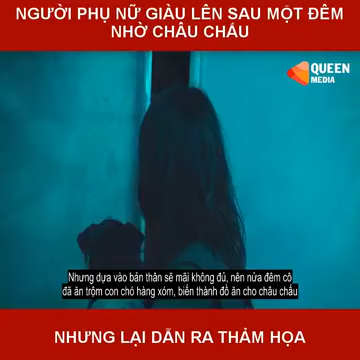 NGƯỜI PHỤ NỮ GIÀU LÊN SAU MỘT ĐÊM
NHỜ CHÂU CHẤU
QUEEN
MEDIA
Nhưng dựa vào bản thân sẽ mãi không đủ, nên nửa đêm cô
đã ăn trộm con chó hàng xóm, biến thành đồ ăn cho châu chấu
NHƯNG LẠI DẪN RA THẢM HỌA